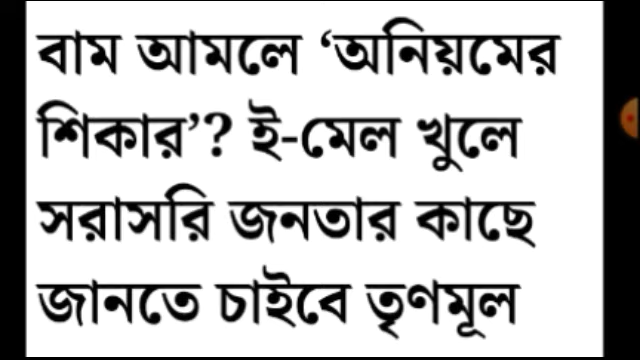 বাম আমলে ‘অনিয়মের
শিকার’? ই-মেল খুলে
সরাসরি জনতার কাছে
জানতে চাইবে তৃণমূল